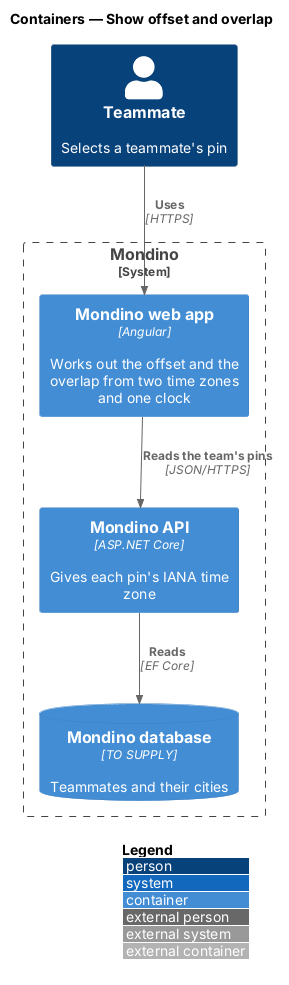 Containers — Show offset and overlap
Teammate
Selects a teammate's pin
Uses
[HTTPS]
Mondino
[System]
Mondino web app
[Angular]
Works out the offset and the
overlap from two time zones
and one clock
Reads the team's pins
[JSON/HTTPS]
Mondino API
[ASP.NET Core]
Gives each pin's IANA time
zone
Reads
[EF Core]
Mondino database
[TO SUPPLY]
Teammates and their cities
Legend
person
system
container
external person
external system
external container